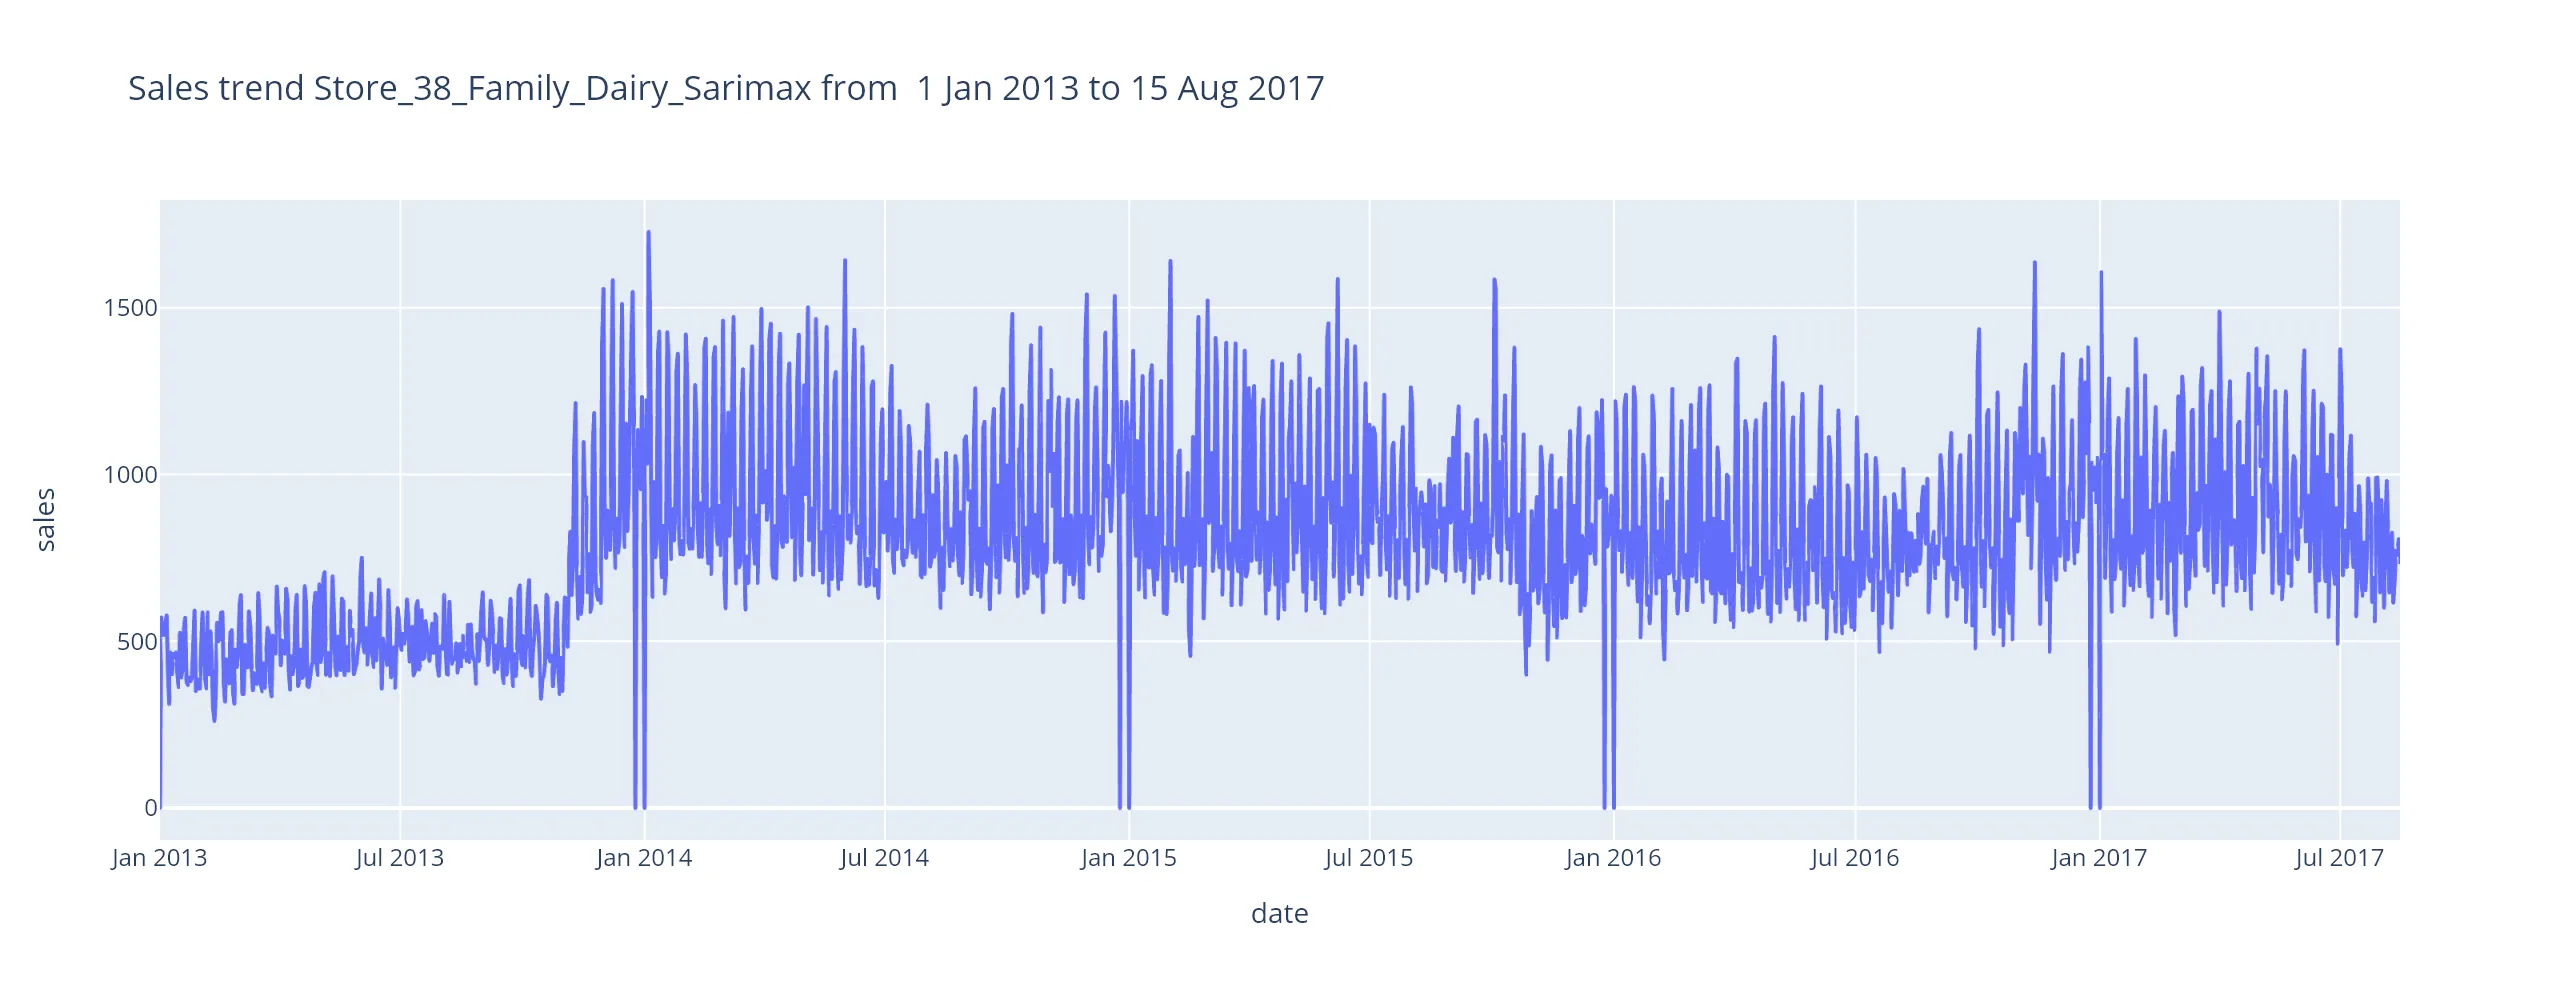 Sales trend Store_38_Family_Dairy_Sarimax from  1 Jan 2013 to 15 Aug 2017
sales
1500
1000
500
0
Jan 2013 Jul 2013 Jan 2014 Jul 2014 Jan 2015 Jul 2015 Jan 2016 Jul 2016 Jan 2017 Jul 2017
date